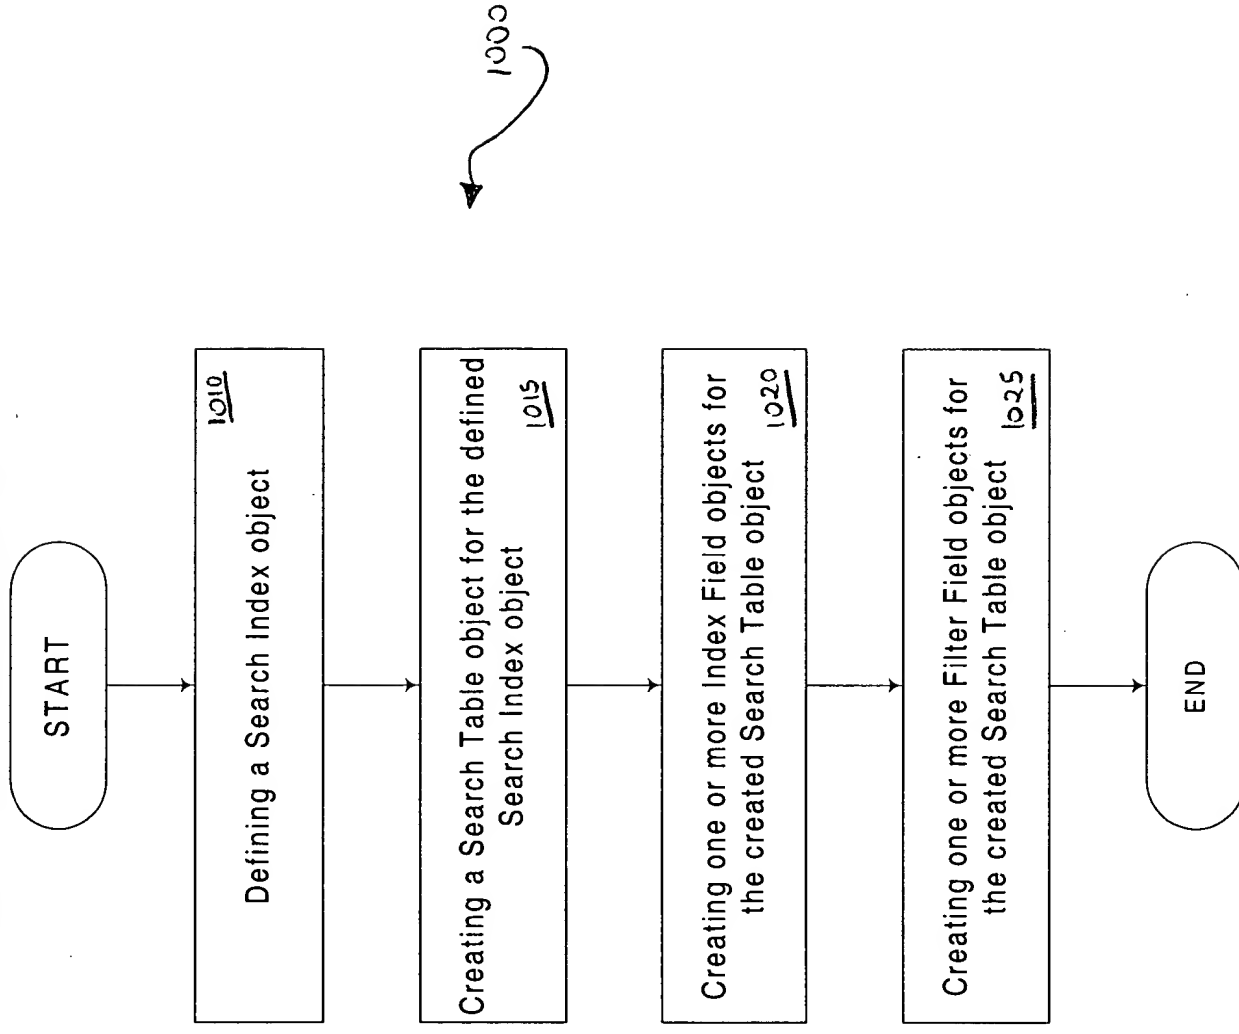 START
Defining a Search Index object
1010
Creating a Search Table object for the defined
Search Index object
1015
Creating one or more Index Field objects for
the created Search Table object
1020
Creating one or more Filter Field objects for
the created Search Table object
1025
END
1000